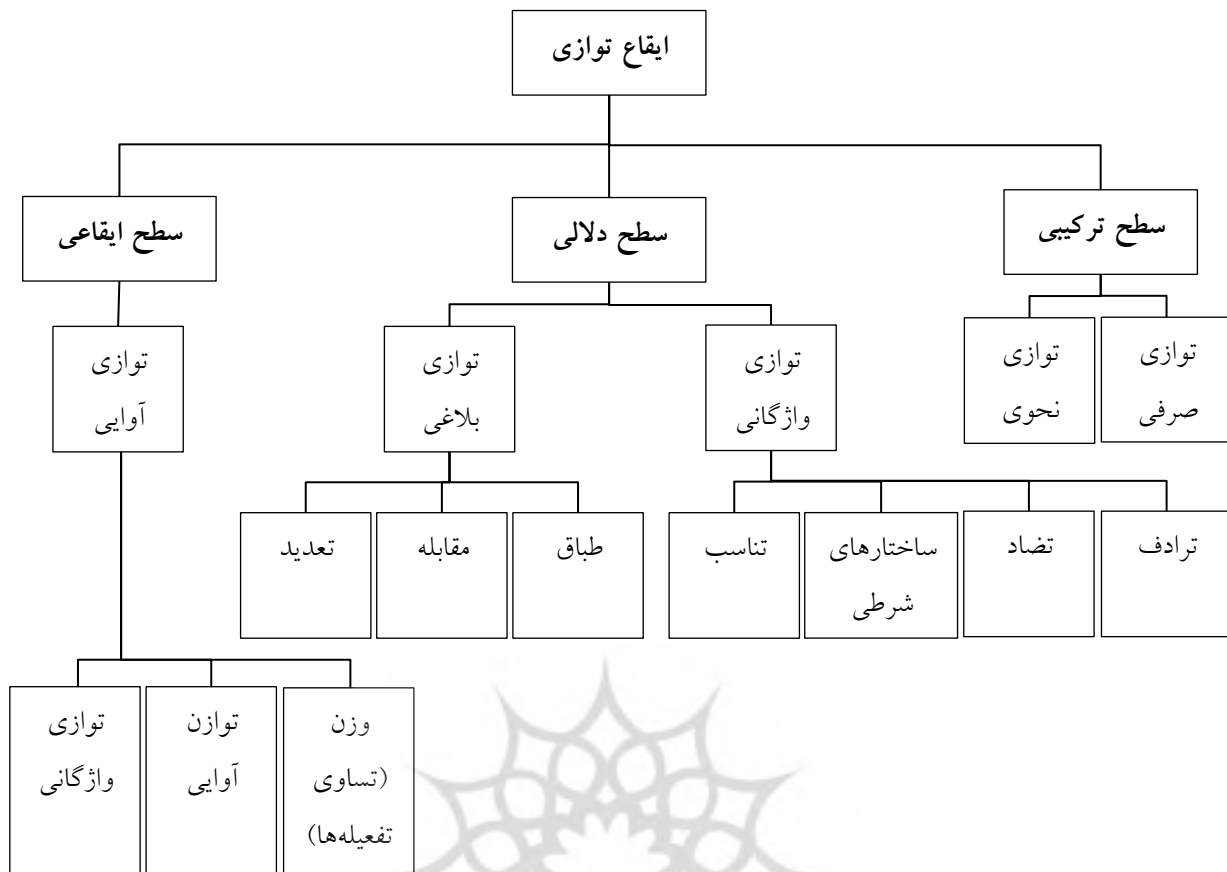 ایقاع توازی
سطح ترکیبی
سطح دلالی
سطح ایقاعی
توازی
صرفی
توازی
نحوی
توازی
واژگانی
توازی
بلاغی
توازی
آوایی
ترادف
تضاد
ساختارهای
شرطی
تناسب
طباق
مقابله
تعدید
وزن
(تساوی
تفعیله‌ها)
توازن
آوایی
توازی
واژگانی